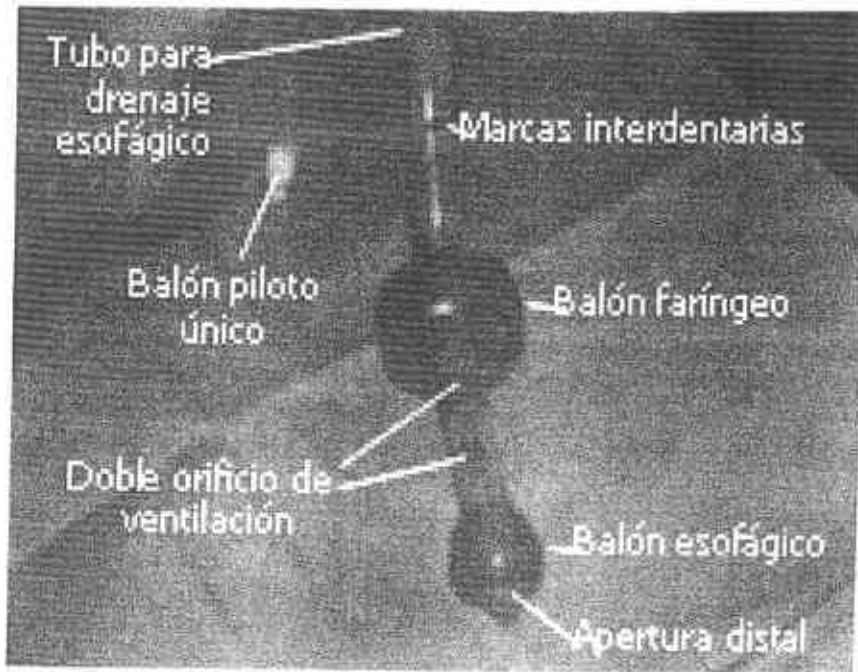 Tubo para
drenaje
esofágico
Marcas interdentarias
Balón piloto
único
Balón faríngeo
Doble orificio de
ventilación
Balón esofágico
Apertura distal